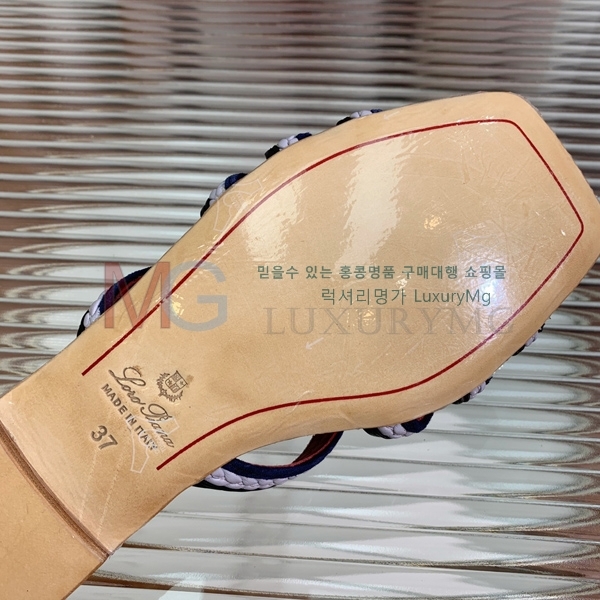 믿을수 있는 홍콩명품 구매대행 쇼핑몰
MG
럭셔리명가 LuxuryMg
LUXURYMG
Loro Piana
MADE IN ITALY
37